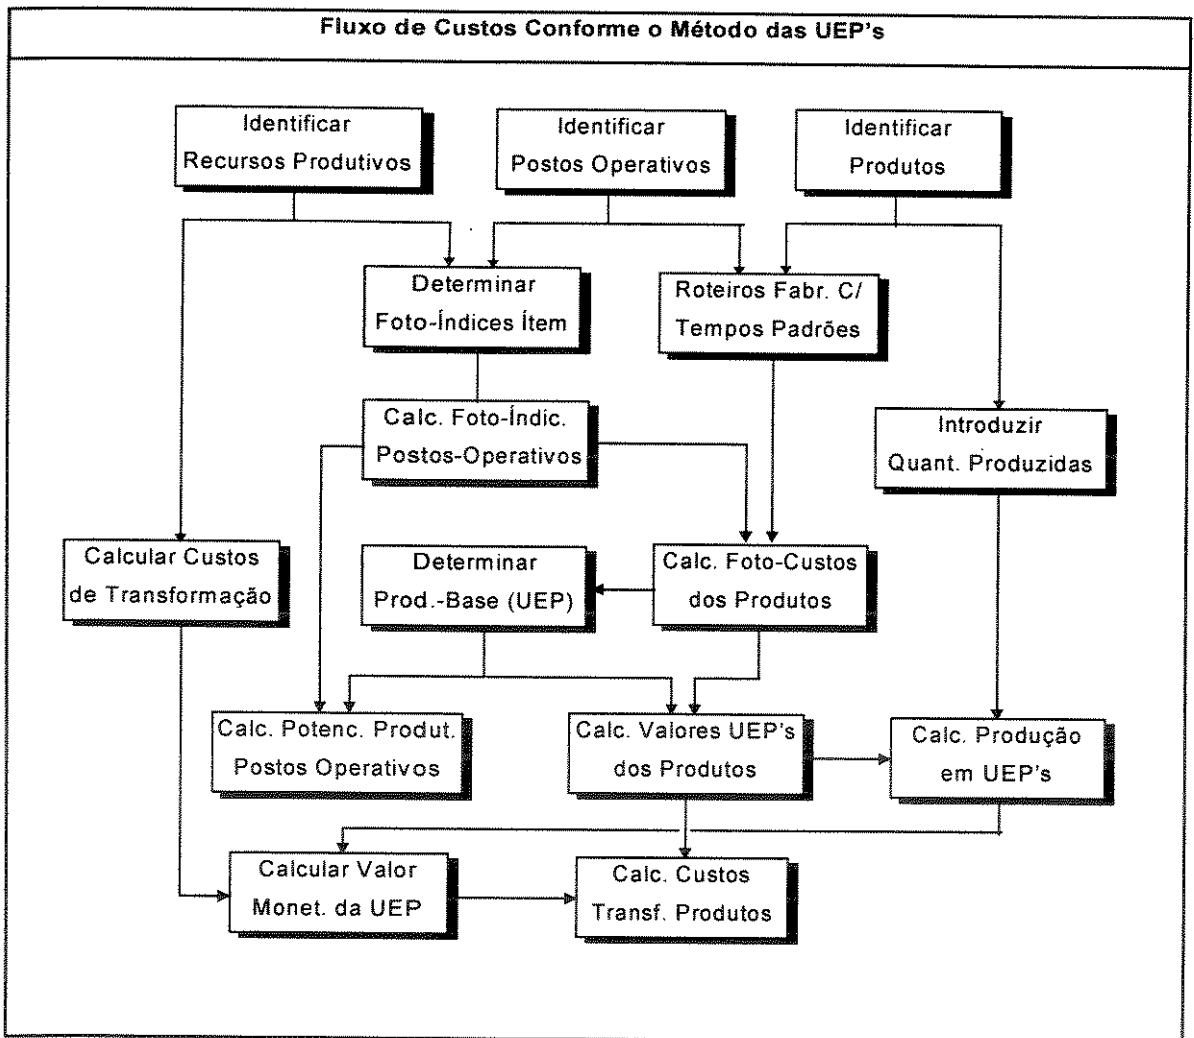 Fluxo de Custos Conforme o Método das UEP's
Identificar
Recursos Produtivos
Identificar
Postos Operativos
Identificar
Produtos
Determinar
Foto-Índices Ítem
Roteiros Fabr. C/
Tempos Padrões
Calc. Foto-Índic.
Postos-Operativos
Introduzir
Quant. Produzidas
Calcular Custos
de Transformação
Determinar
Prod.-Base (UEP)
Calc. Foto-Custos
dos Produtos
Calc. Potenc. Produt.
Postos Operativos
Calc. Valores UEP's
dos Produtos
Calc. Produção
em UEP's
Calcular Valor
Monet. da UEP
Calc. Custos
Transf. Produtos